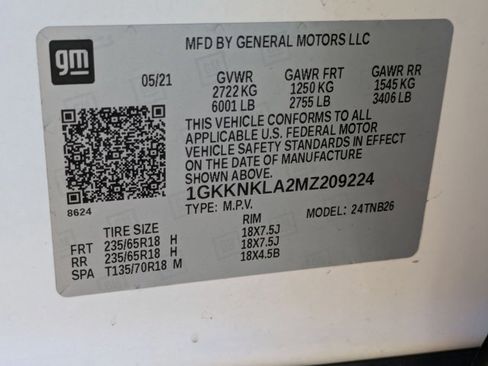 gm
MFD BY GENERAL MOTORS LLC
05/21 GVWR GAWR FRT GAWR RR
2722 KG 1250 KG 1545 KG
6001 LB 2755 LB 3406 LB
THIS VEHICLE CONFORMS TO ALL
APPLICABLE U.S. FEDERAL MOTOR
VEHICLE SAFETY STANDARDS IN EFFECT
ON THE DATE OF MANUFACTURE
SHOWN ABOVE.
1GKKNKLA2MZ209224
8624
TYPE: M.P.V. MODEL: 24TNB26
TIRE SIZE RIM
FRT 235/65R18 H 18X7.5J
RR 235/65R18 H 18X7.5J
SPA T135/70R18 M 18X4.5B